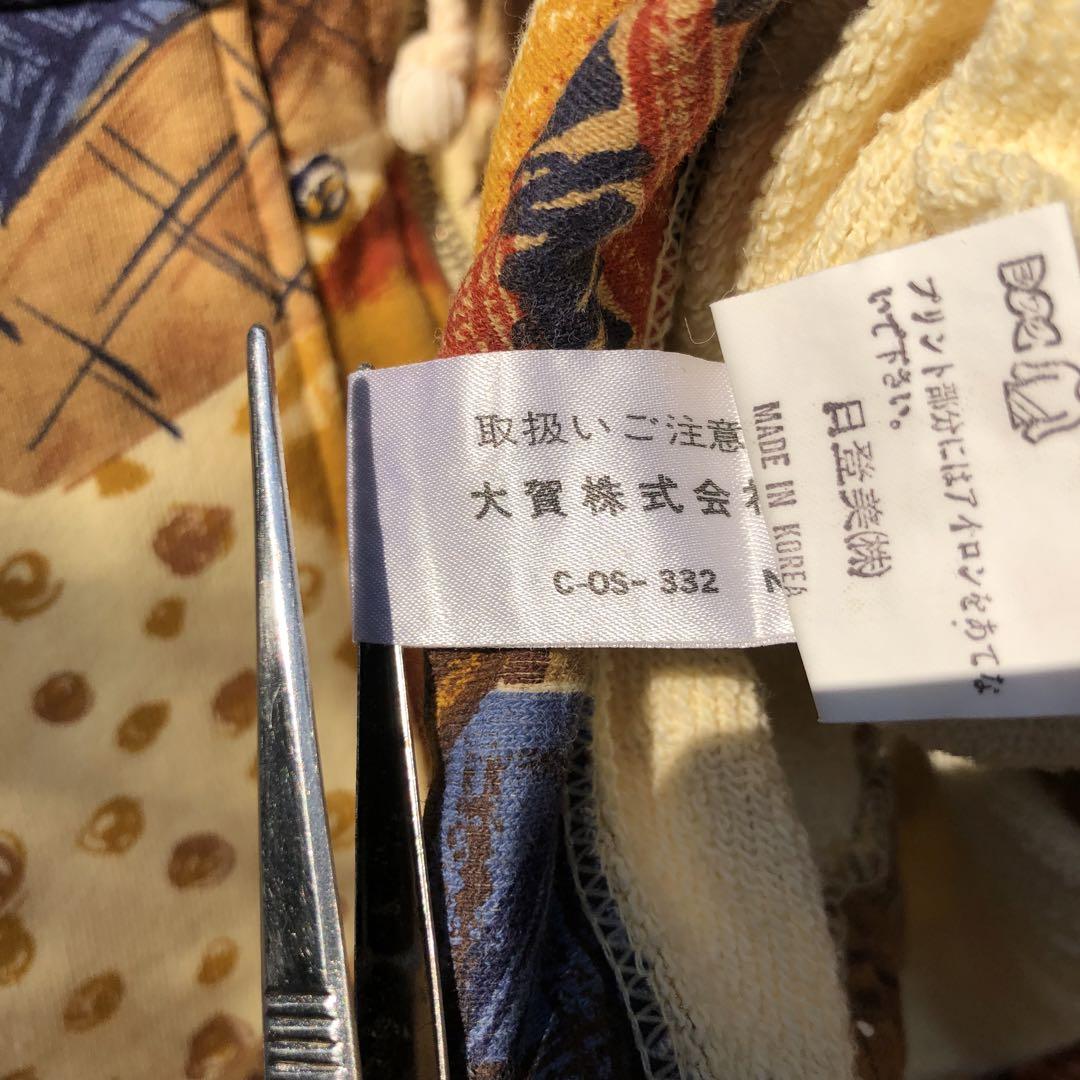 取扱いご注意
大賀株式会社
C-OS-332
プリント部分にはアイロンをあてな
いで下さい。
日登美㈱
MADE IN KOREA